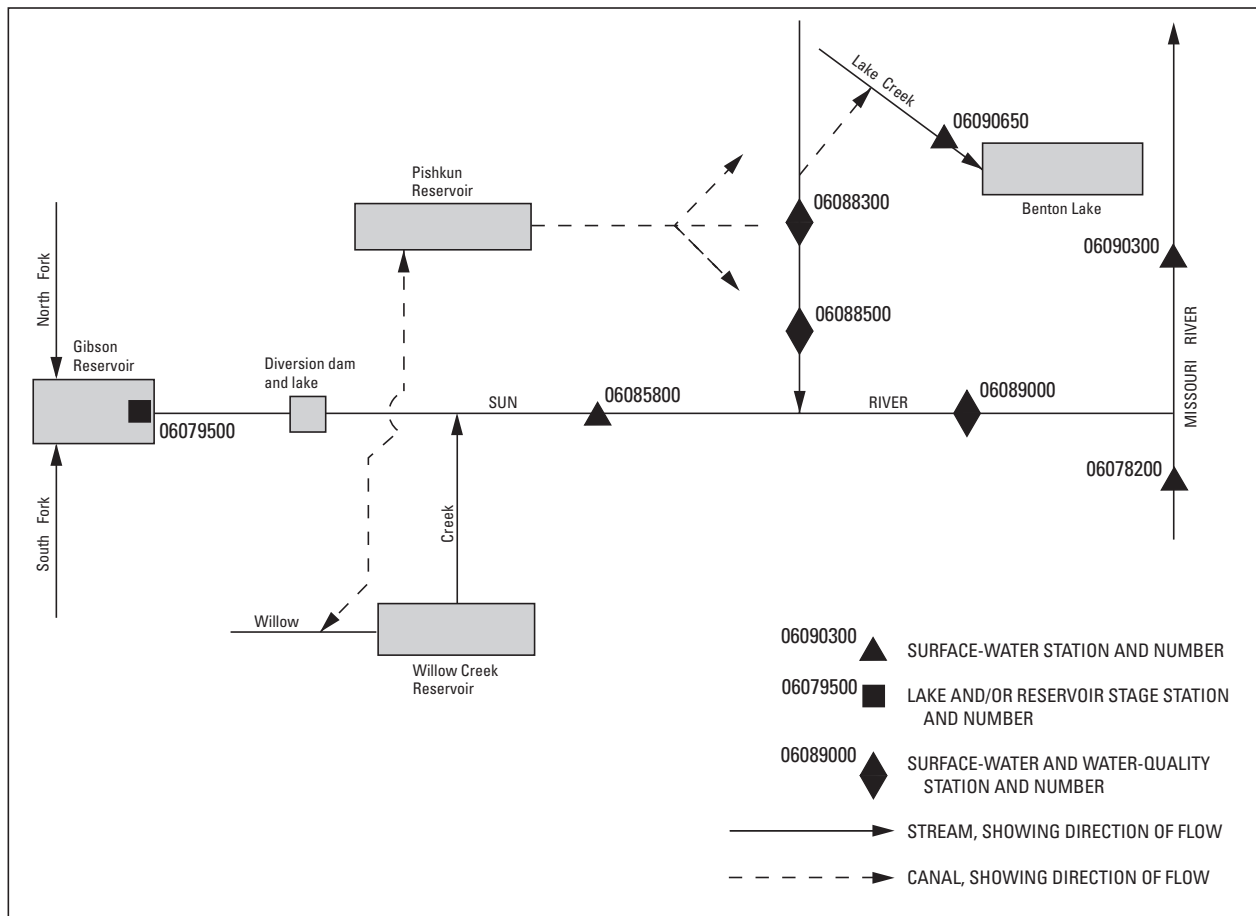 Lake Creek
06090650
Benton Lake
Pishkun
Reservoir
06088300
06090300
North Fork
06088500
MISSOURI RIVER
Gibson
Reservoir
Diversion dam
and lake
06079500
SUN
06085800
RIVER
06089000
06078200
South Fork
Creek
Willow
Willow Creek
Reservoir
06090300
SURFACE-WATER STATION AND NUMBER
06079500
LAKE AND/OR RESERVOIR STAGE STATION
AND NUMBER
06089000
SURFACE-WATER AND WATER-QUALITY
STATION AND NUMBER
STREAM, SHOWING DIRECTION OF FLOW
CANAL, SHOWING DIRECTION OF FLOW